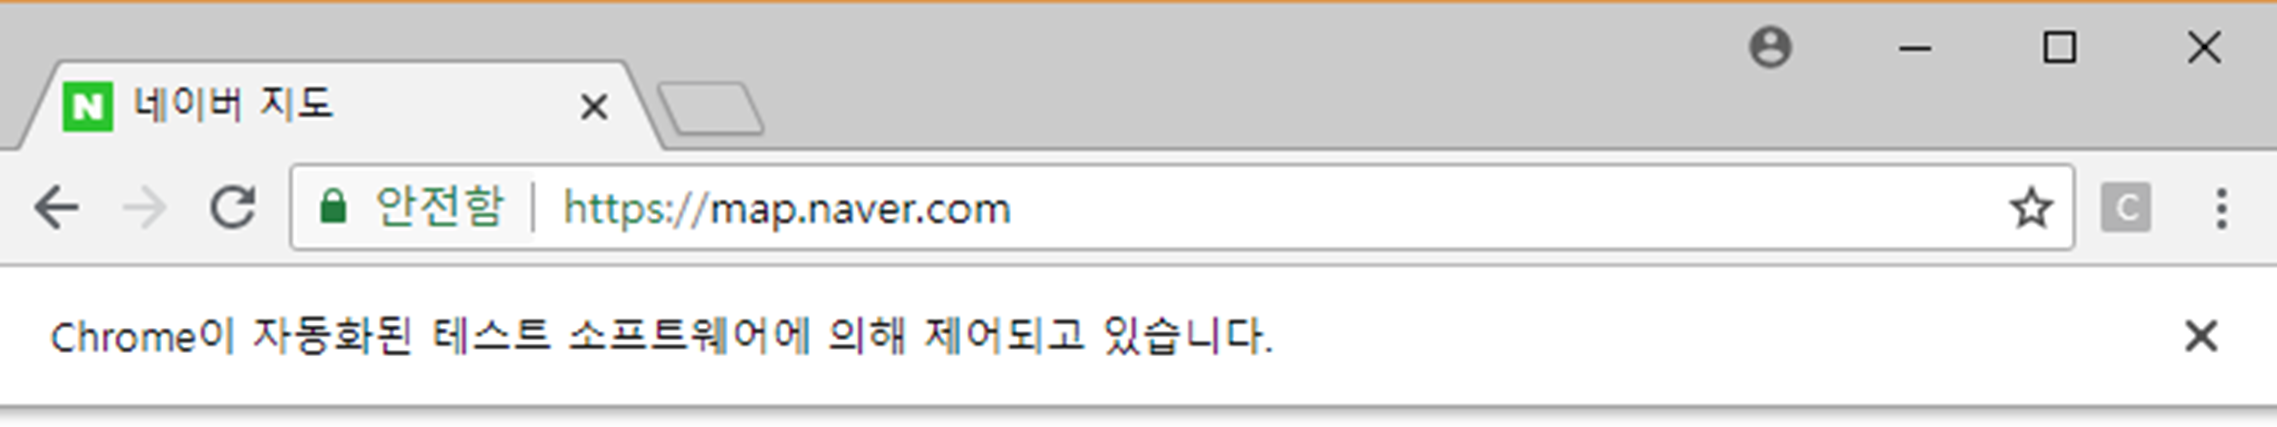 N 네이버 지도
안전함 https://map.naver.com C
Chrome이 자동화된 테스트 소프트웨어에 의해 제어되고 있습니다.